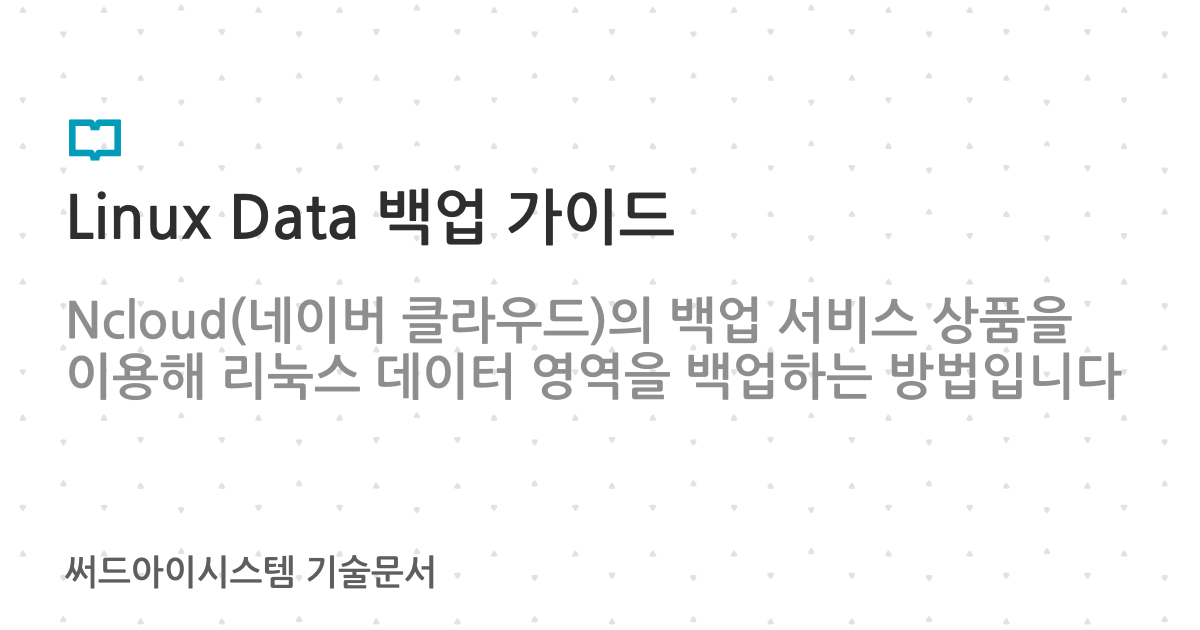 Linux Data 백업 가이드
Ncloud(네이버 클라우드)의 백업 서비스 상품을
이용해 리눅스 데이터 영역을 백업하는 방법입니다
써드아이시스템 기술문서